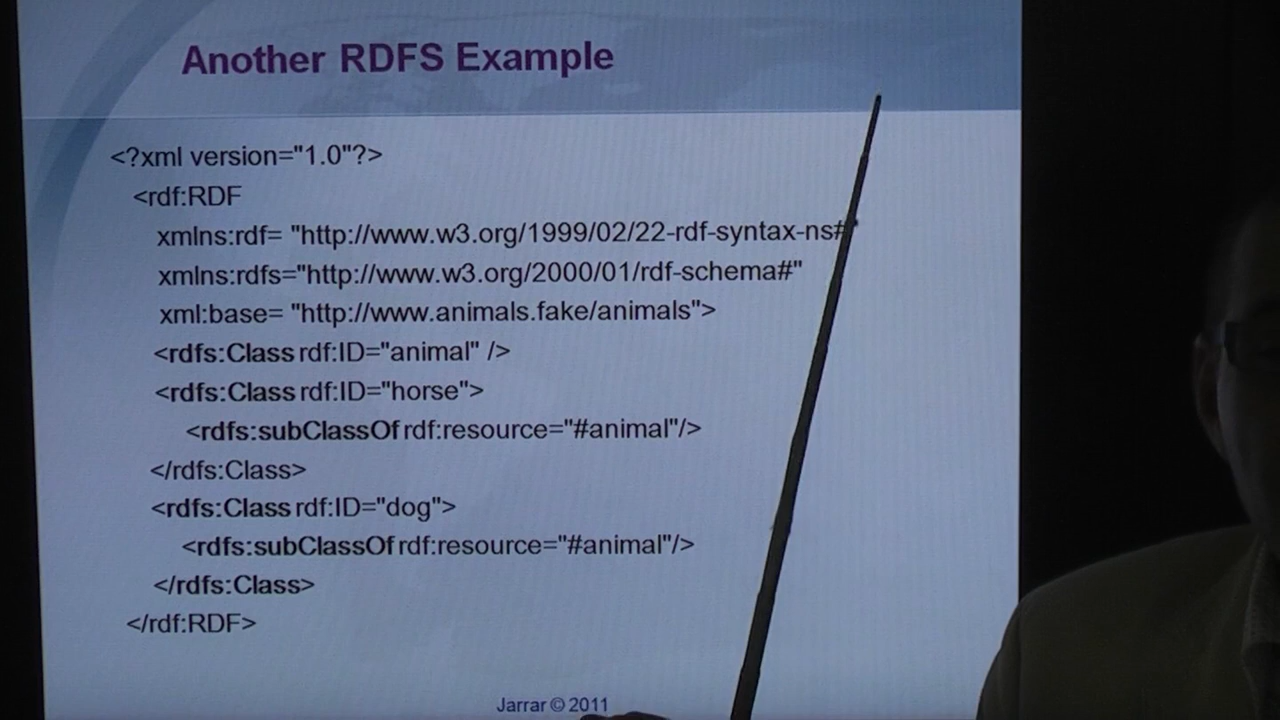 Another RDFS Example
<?xml version="1.0"?>
<rdf:RDF
xmlns:rdf= "http://www.w3.org/1999/02/22-rdf-syntax-ns#"
xmlns:rdfs="http://www.w3.org/2000/01/rdf-schema#"
xml:base= "http://www.animals.fake/animals">
<rdfs:Class rdf:ID="animal" />
<rdfs:Class rdf:ID="horse">
<rdfs:subClassOf rdf:resource="#animal"/>
</rdfs:Class>
<rdfs:Class rdf:ID="dog">
<rdfs:subClassOf rdf:resource="#animal"/>
</rdfs:Class>
</rdf:RDF>
Jarrar © 2011